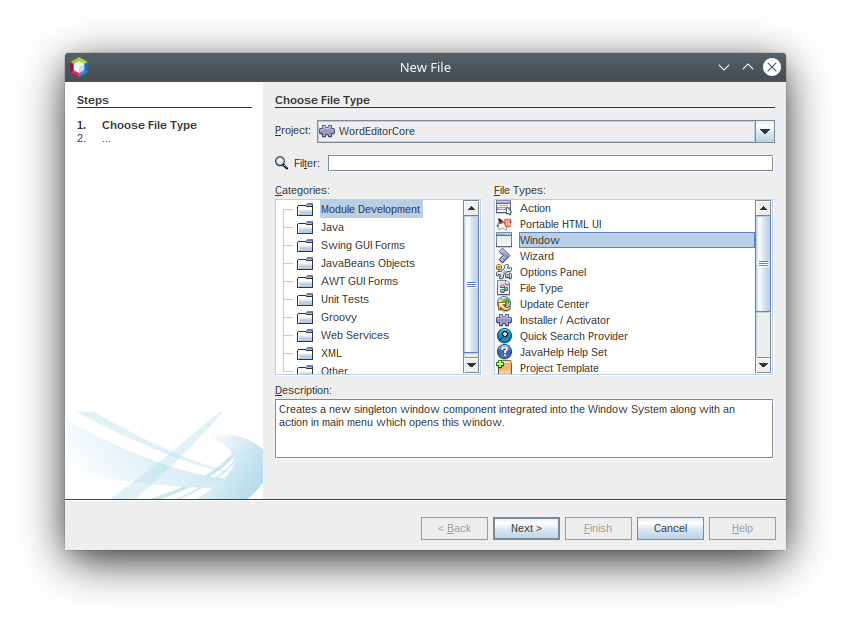 New File
Steps
1. Choose File Type
2. ...
Choose File Type
Project: WordEditorCore
Filter:
Categories:
Module Development
Java
Swing GUI Forms
JavaBeans Objects
AWT GUI Forms
Unit Tests
Groovy
Web Services
XML
Other
File Types:
Action
Portable HTML UI
Window
Wizard
Options Panel
File Type
Update Center
Installer / Activator
Quick Search Provider
JavaHelp Help Set
Project Template
Description:
Creates a new singleton window component integrated into the Window System along with an
action in main menu which opens this window.
< Back Next > Finish Cancel Help